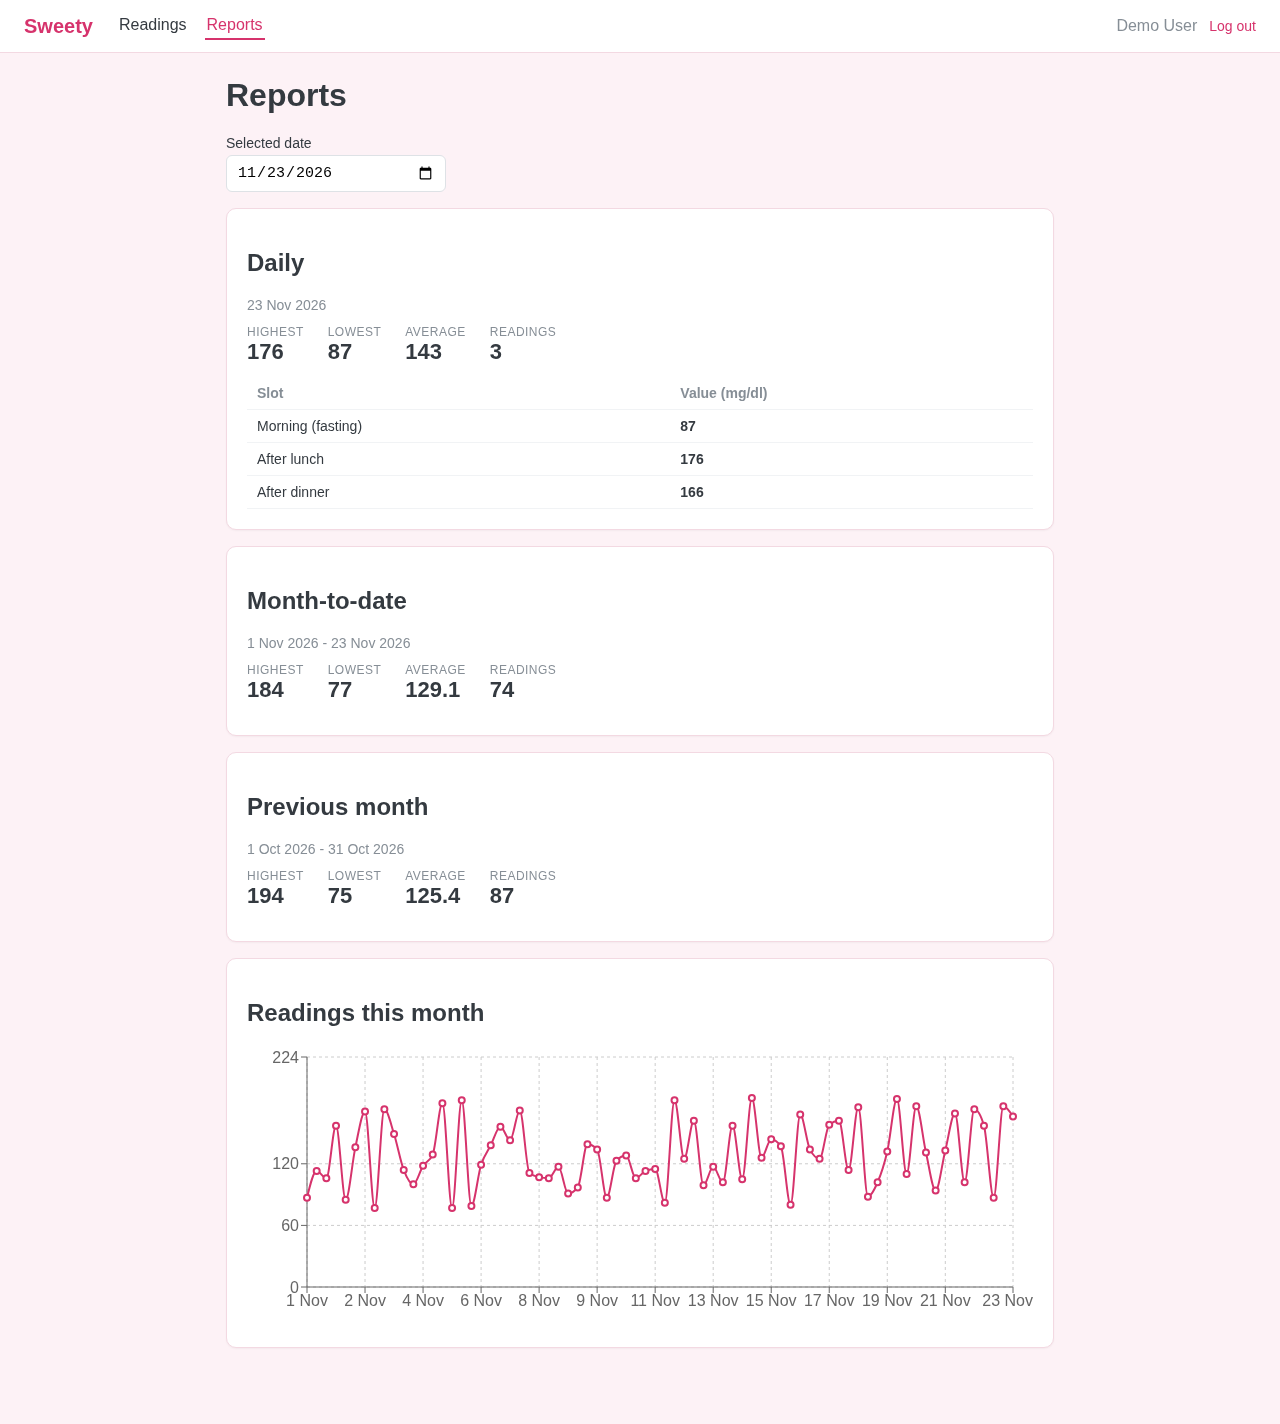 Sweety Readings Reports Demo User Log out
Reports
Selected date
11/23/2026
Daily
23 Nov 2026
HIGHEST LOWEST AVERAGE READINGS
176 87 143 3
Slot Value (mg/dl)
Morning (fasting) 87
After lunch 176
After dinner 166
Month-to-date
1 Nov 2026 - 23 Nov 2026
HIGHEST LOWEST AVERAGE READINGS
184 77 129.1 74
Previous month
1 Oct 2026 - 31 Oct 2026
HIGHEST LOWEST AVERAGE READINGS
194 75 125.4 87
Readings this month
224
120
60
0
1 Nov 2 Nov 4 Nov 6 Nov 8 Nov 9 Nov 11 Nov 13 Nov 15 Nov 17 Nov 19 Nov 21 Nov 23 Nov